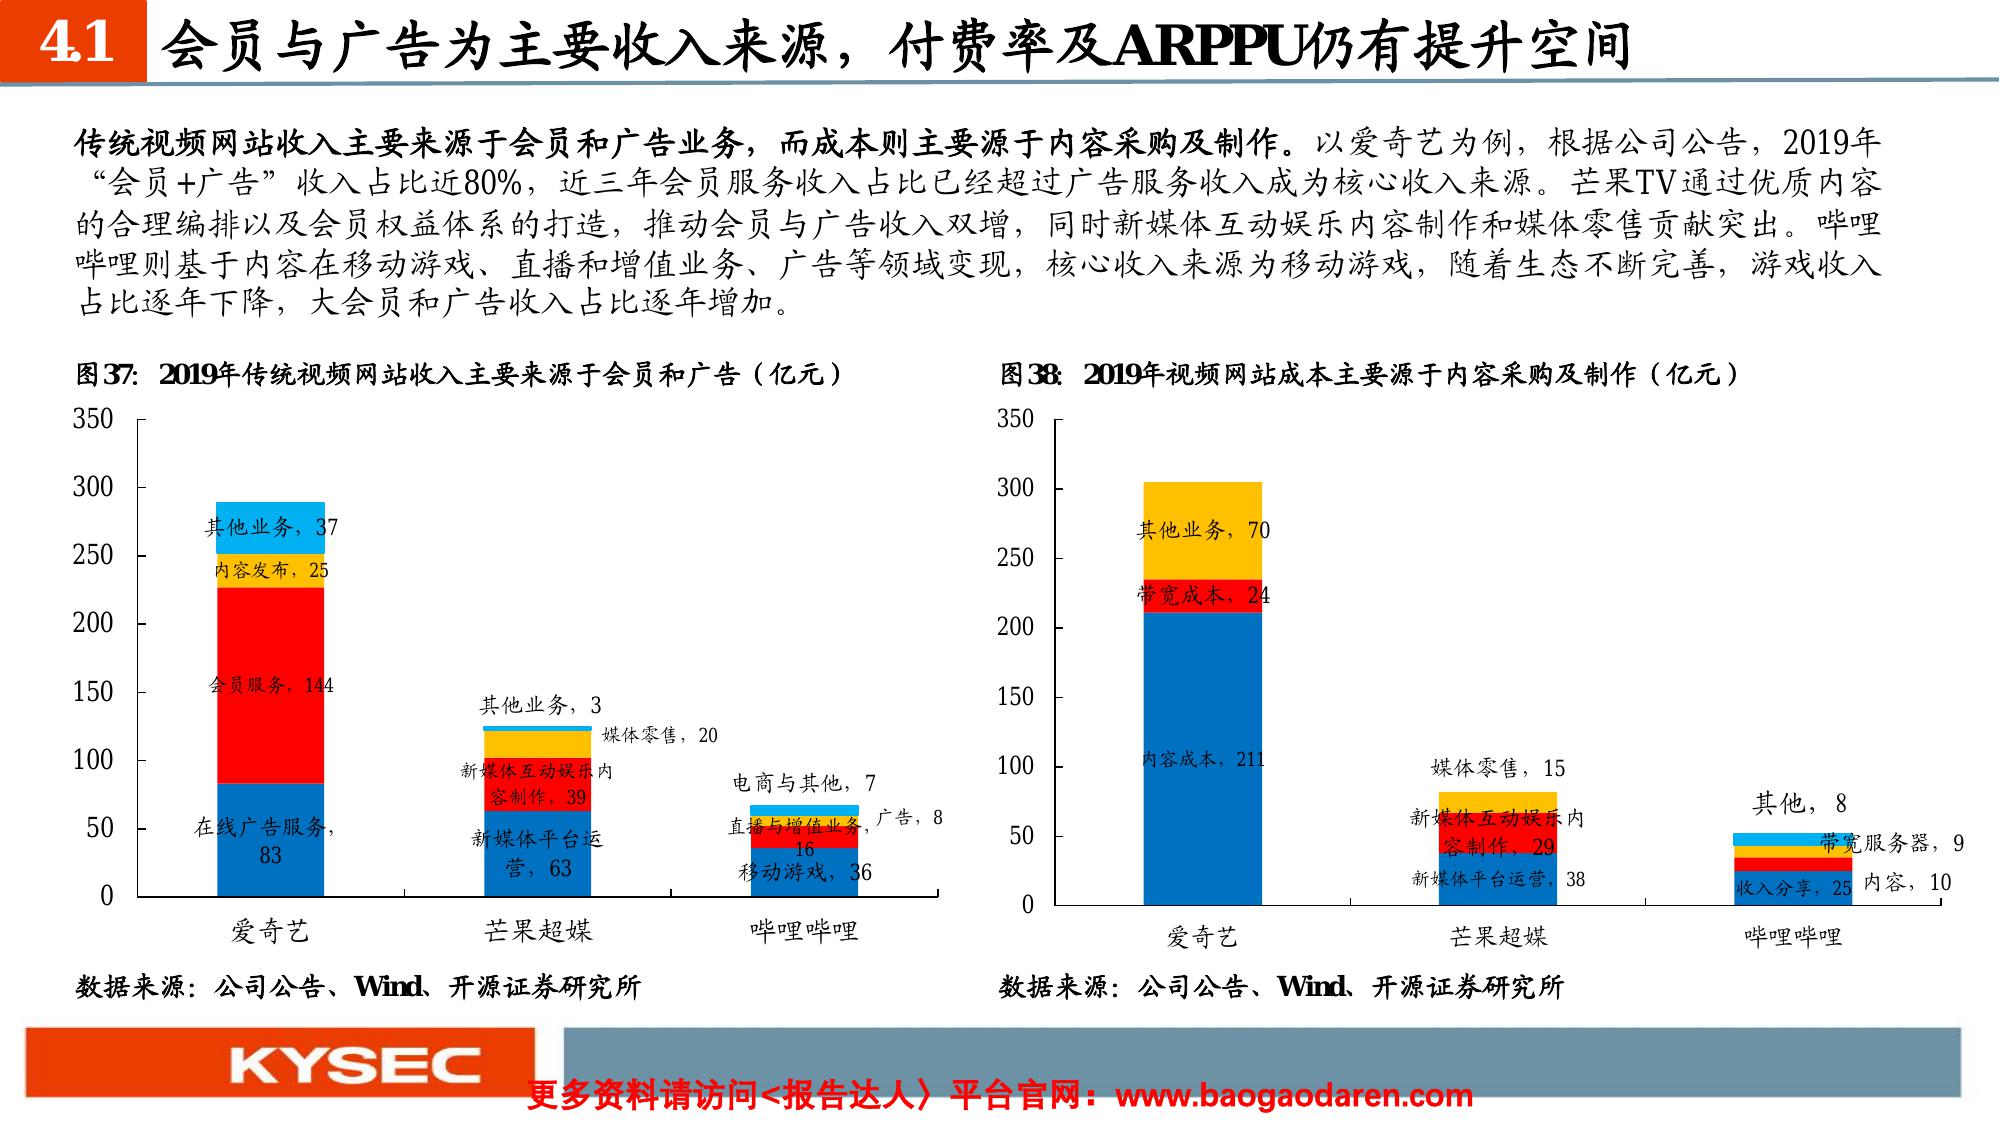 4.1 会员与广告为主要收入来源，付费率及ARPPU仍有提升空间
传统视频网站收入主要来源于会员和广告业务，而成本则主要源于内容采购及制作。以爱奇艺为例，根据公司公告，2019年
“会员+广告”收入占比近80%，近三年会员服务收入占比已经超过广告服务收入成为核心收入来源。芒果TV通过优质内容
的合理编排以及会员权益体系的打造，推动会员与广告收入双增，同时新媒体互动娱乐内容制作和媒体零售贡献突出。哔哩
哔哩则基于内容在移动游戏、直播和增值业务、广告等领域变现，核心收入来源为移动游戏，随着生态不断完善，游戏收入
占比逐年下降，大会员和广告收入占比逐年增加。
图37：2019年传统视频网站收入主要来源于会员和广告（亿元）
350
300
250
200
150
100
50
0
其他业务，37
内容发布，25
会员服务，144
在线广告服务，
83
其他业务，3
媒体零售，20
新媒体互动娱乐内
容制作，39
新媒体平台运
营，63
电商与其他，7
广告，8
直播与增值业务，
16
移动游戏，36
爱奇艺
芒果超媒
哔哩哔哩
数据来源：公司公告、Wind、开源证券研究所
图38：2019年视频网站成本主要源于内容采购及制作（亿元）
350
300
250
200
150
100
50
0
其他业务，70
带宽成本，24
内容成本，211
媒体零售，15
新媒体互动娱乐内
容制作，29
新媒体平台运营，38
其他，8
带宽服务器，9
内容，10
收入分享，25
爱奇艺
芒果超媒
哔哩哔哩
数据来源：公司公告、Wind、开源证券研究所
KYSEC
更多资料请访问<报告达人〉平台官网：www.baogaodaren.com